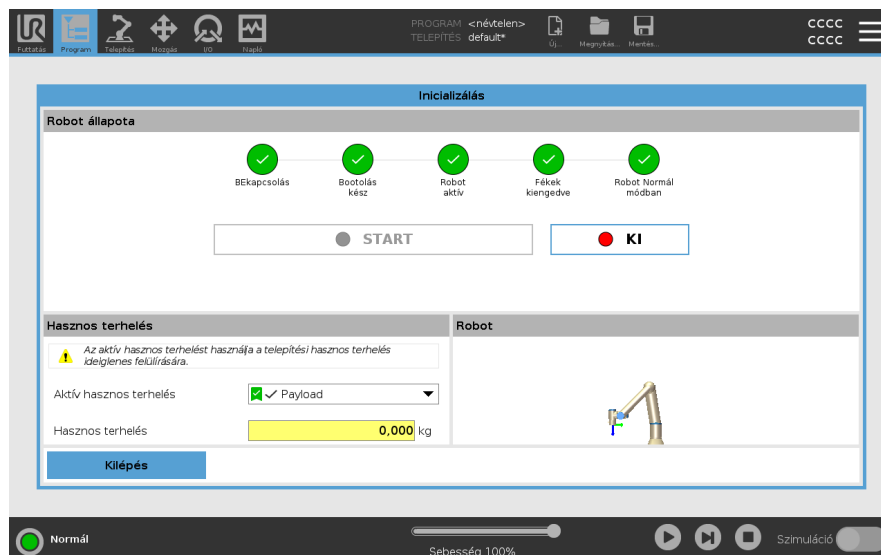 PROGRAM <névtelen>
TELEPÍTÉS default*
CCCC
CCCC
Futtatás Program Telepítés Mozgás I/O Napló Új... Megnyitás... Mentés...
Inicializálás
Robot állapota
BEkapcsolás
Bootolás kész
Robot aktív
Fékek kiengedve
Robot Normál módban
START
KI
Hasznos terhelés
Robot
Az aktív hasznos terhelést használja a telepítési hasznos terhelés
ideiglenes felülírására.
Aktív hasznos terhelés
Payload
Hasznos terhelés
0,000 kg
Kilépés
Normál
Sebesség 100%
Szimuláció